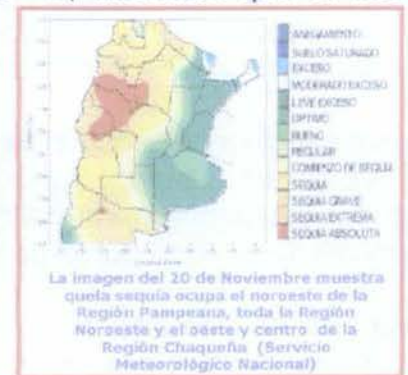 ANEGAMIENTO
SUELO SATURADO
EXCESO
MODERADO EXCESO
LEVE EXCESO
OPTIMO
BUENO
REGULAR
COMIENZO DE SEQUIA
SEQUIA
SEQUIA GRAVE
SEQUIA EXTREMA
SEQUIA ABSOLUTA
La imagen del 20 de Noviembre muestra
quela sequía ocupa el noroeste de la
Región Pampeana, toda la Región
Noroeste y el oeste y centro de la
Región Chaqueña (Servicio
Meteorológico Nacional)